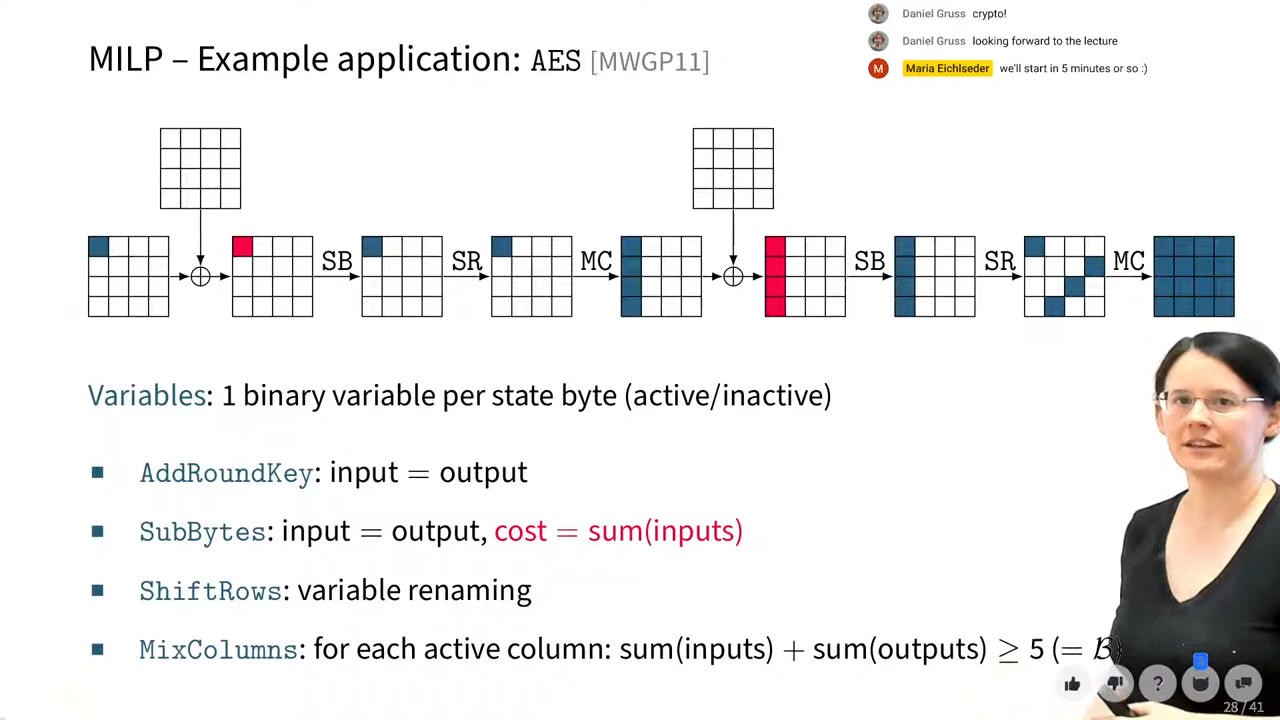 Daniel Gruss crypto!
Daniel Gruss looking forward to the lecture
M Maria Eichlseder we'll start in 5 minutes or so :)
MILP – Example application: AES [MWGP11]
SB SR MC SB SR MC
Variables: 1 binary variable per state byte (active/inactive)
AddRoundKey: input = output
SubBytes: input = output, cost = sum(inputs)
ShiftRows: variable renaming
MixColumns: for each active column: sum(inputs) + sum(outputs) ≥ 5 (= ℬ)
?
28 / 41